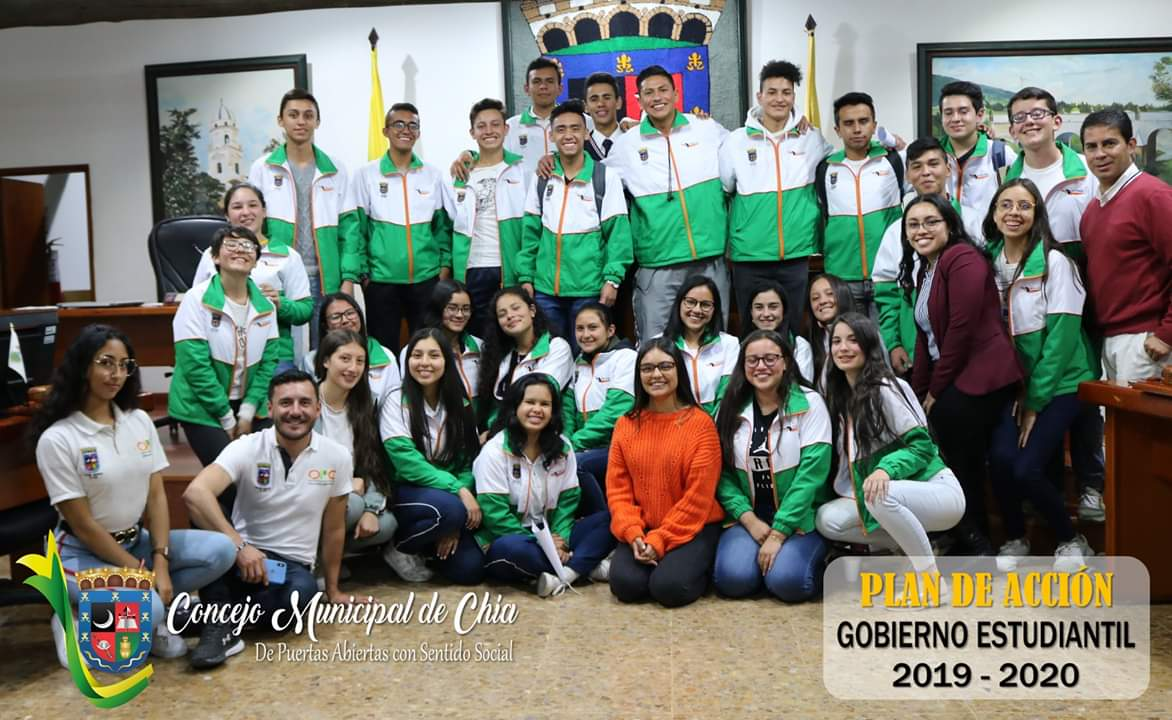 Concejo Municipal de Chía
De Puertas Abiertas con Sentido Social
PLAN DE ACCIÓN
GOBIERNO ESTUDIANTIL
2019 - 2020